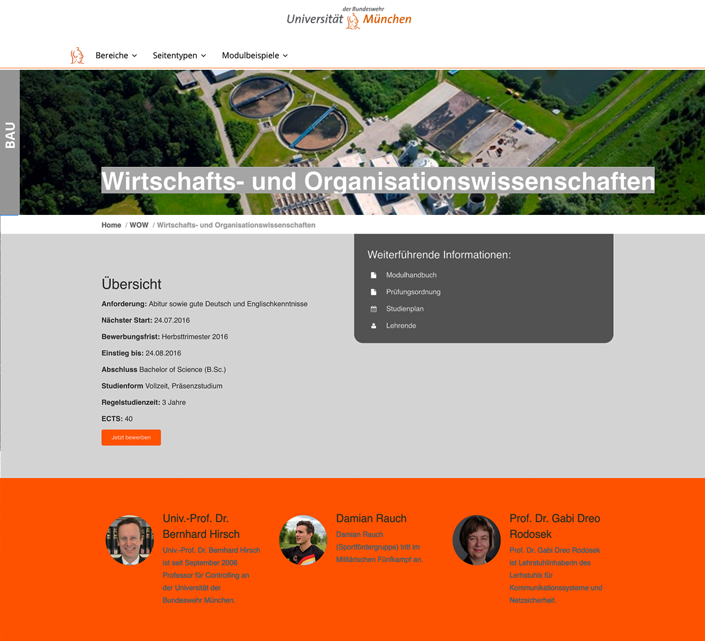 der Bundeswehr
Universität München
Bereiche
Seitentypen
Modulbeispiele
BAU
Wirtschafts- und Organisationswissenschaften
Home / WOW / Wirtschafts- und Organisationswissenschaften
Weiterführende Informationen:
Modulhandbuch
Prüfungsordnung
Studienplan
Lehrende
Übersicht
Anforderung: Abitur sowie gute Deutsch und Englischkenntnisse
Nächster Start: 24.07.2016
Bewerbungsfrist: Herbsttrimester 2016
Einstieg bis: 24.08.2016
Abschluss Bachelor of Science (B.Sc.)
Studienform Vollzeit, Präsenzstudium
Regelstudienzeit: 3 Jahre
ECTS: 40
Jetzt bewerben
Univ.-Prof. Dr.
Bernhard Hirsch
Univ.-Prof. Dr. Bernhard Hirsch
ist seit September 2006
Professor für Controlling an
der Universität der
Bundeswehr München.
Damian Rauch
Damian Rauch
(Sportfördergruppe) tritt im
Militärischen Fünfkampf an.
Prof. Dr. Gabi Dreo
Rodosek
Prof. Dr. Gabi Dreo Rodosek
ist Lehrstuhlinhaberin des
Lerhstuhls für
Kommunikationssysteme und
Netzsicherheit.